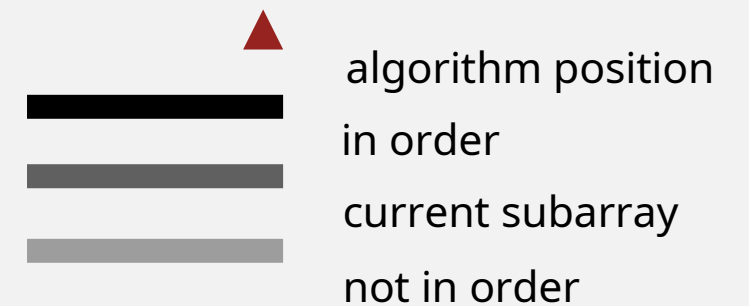 algorithm position
in order
current subarray
not in order